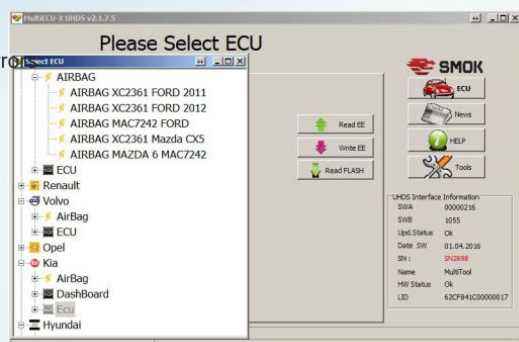 MultiECU-X UHDS v2.1.7.5
Please Select ECU
Select ECU
AIRBAG
AIRBAG XC2361 FORD 2011
AIRBAG XC2361 FORD 2012
AIRBAG MAC7242 FORD
AIRBAG XC2361 Mazda CX5
AIRBAG MAZDA 6 MAC7242
ECU
Renault
Volvo
AirBag
ECU
Opel
Kia
AirBag
DashBoard
Ecu
Hyundai
Read EE
Write EE
Read FLASH
SMOK
ECU
News
HELP
Tools
UHDS Interface Information
SWA 00000216
SWB 1055
Upd.Status Ok
Date SW 01.04.2016
SN : SN2698
Name MultiTool
HW Status Ok
LID 62CF841C00000017